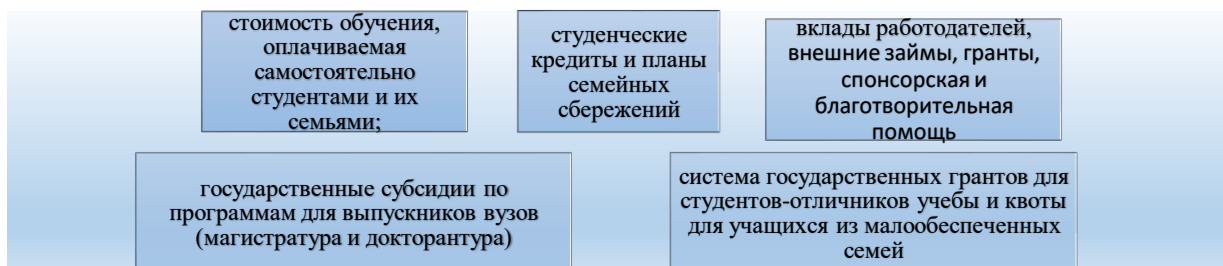 стоимость обучения,
оплачиваемая
самостоятельно
студентами и их
семьями;
студенческие
кредиты и планы
семейных
сбережений
вклады работодателей,
внешние займы, гранты,
спонсорская и
благотворительная
помощь
государственные субсидии по
программам для выпускников вузов
(магистратура и докторантура)
система государственных грантов для
студентов-отличников учебы и квоты
для учащихся из малообеспеченных
семей